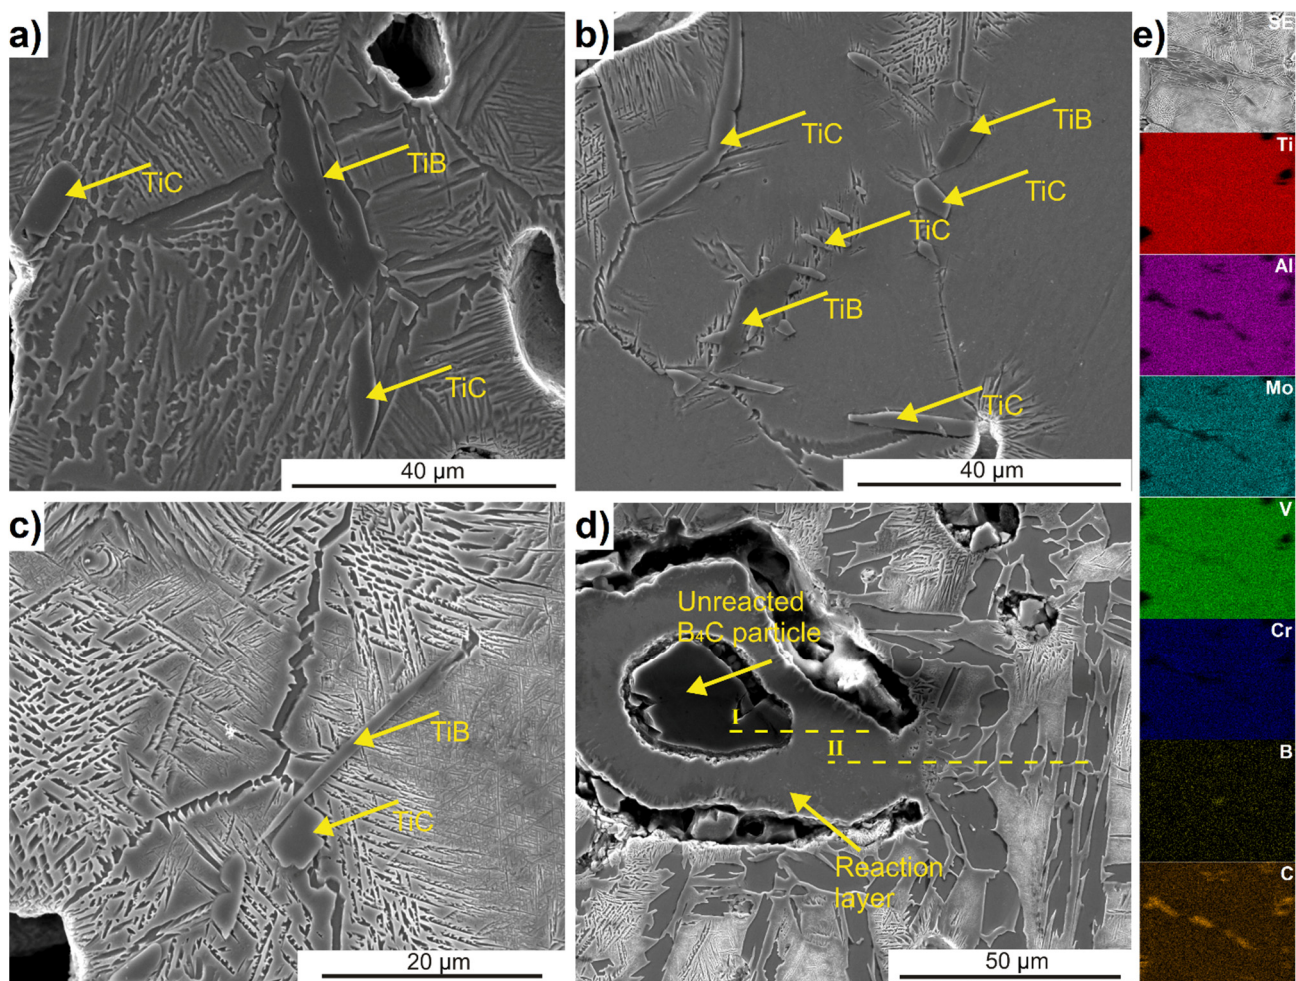 a)
TiC
TiB
TiC
40 µm
b)
TiC
TiB
TiC
TiC
TiB
TiC
40 µm
c)
TiB
TiC
20 µm
d)
Unreacted
B₄C particle
I
II
Reaction
layer
50 µm
e)
SE
Ti
Al
Mo
V
Cr
B
C